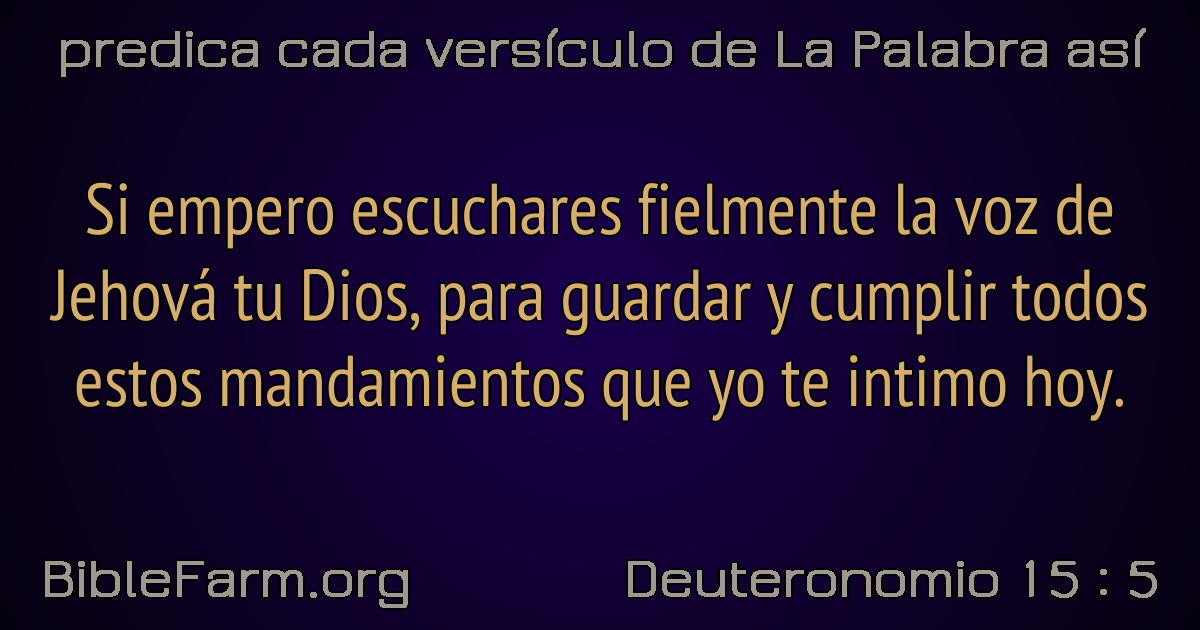 predica cada versículo de La Palabra así
Si empero escuchares fielmente la voz de
Jehová tu Dios, para guardar y cumplir todos
estos mandamientos que yo te intimo hoy.
BibleFarm.org
Deuteronomio 15 : 5